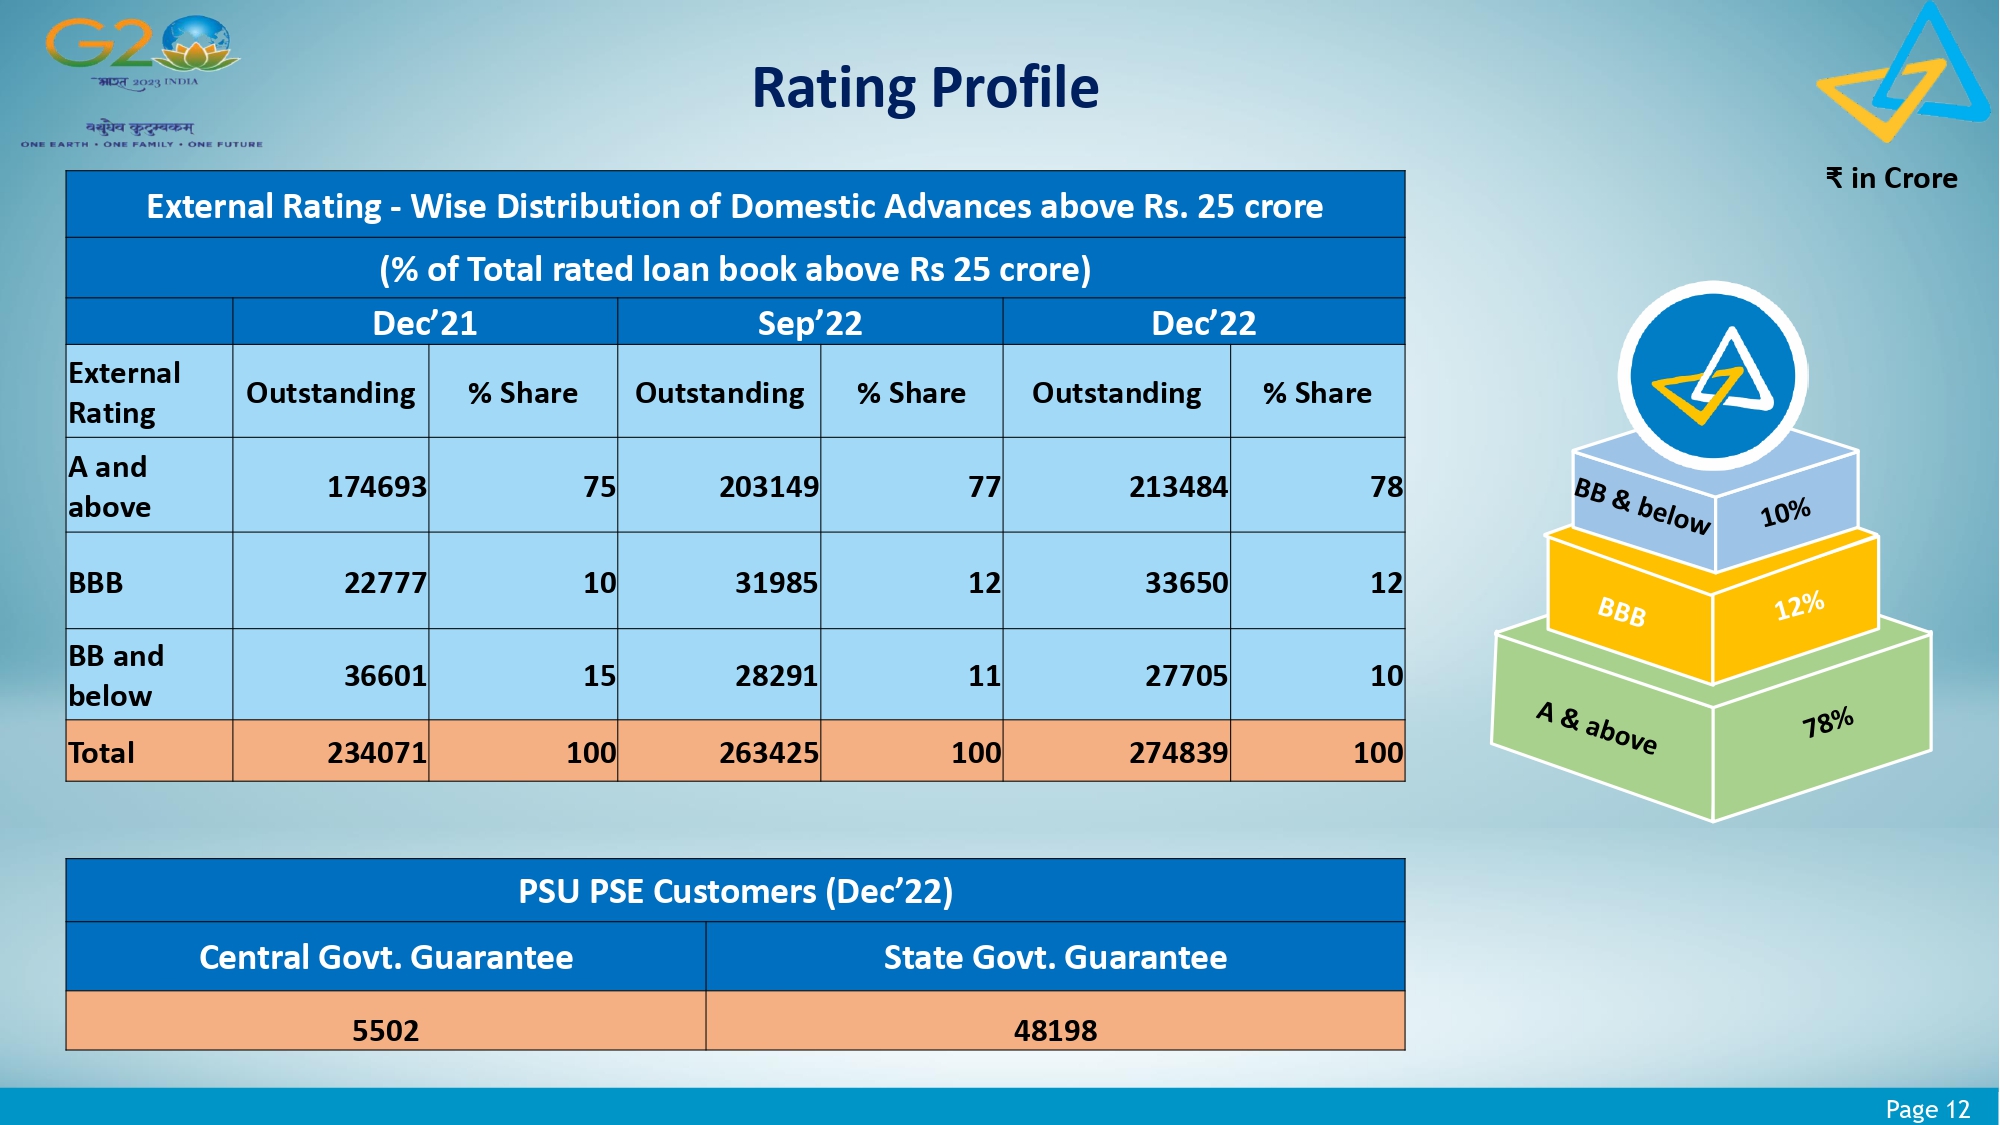 G20
भारत 2023 INDIA
वसुधैव कुटुम्बकम्
ONE EARTH • ONE FAMILY • ONE FUTURE
Rating Profile
₹ in Crore
External Rating - Wise Distribution of Domestic Advances above Rs. 25 crore
(% of Total rated loan book above Rs 25 crore)
Dec’21 Sep’22 Dec’22
External Rating Outstanding % Share Outstanding % Share Outstanding % Share
A and above 174693 75 203149 77 213484 78
BBB 22777 10 31985 12 33650 12
BB and below 36601 15 28291 11 27705 10
Total 234071 100 263425 100 274839 100
BB & below 10%
BBB 12%
A & above 78%
PSU PSE Customers (Dec’22)
Central Govt. Guarantee State Govt. Guarantee
5502 48198
Page 12